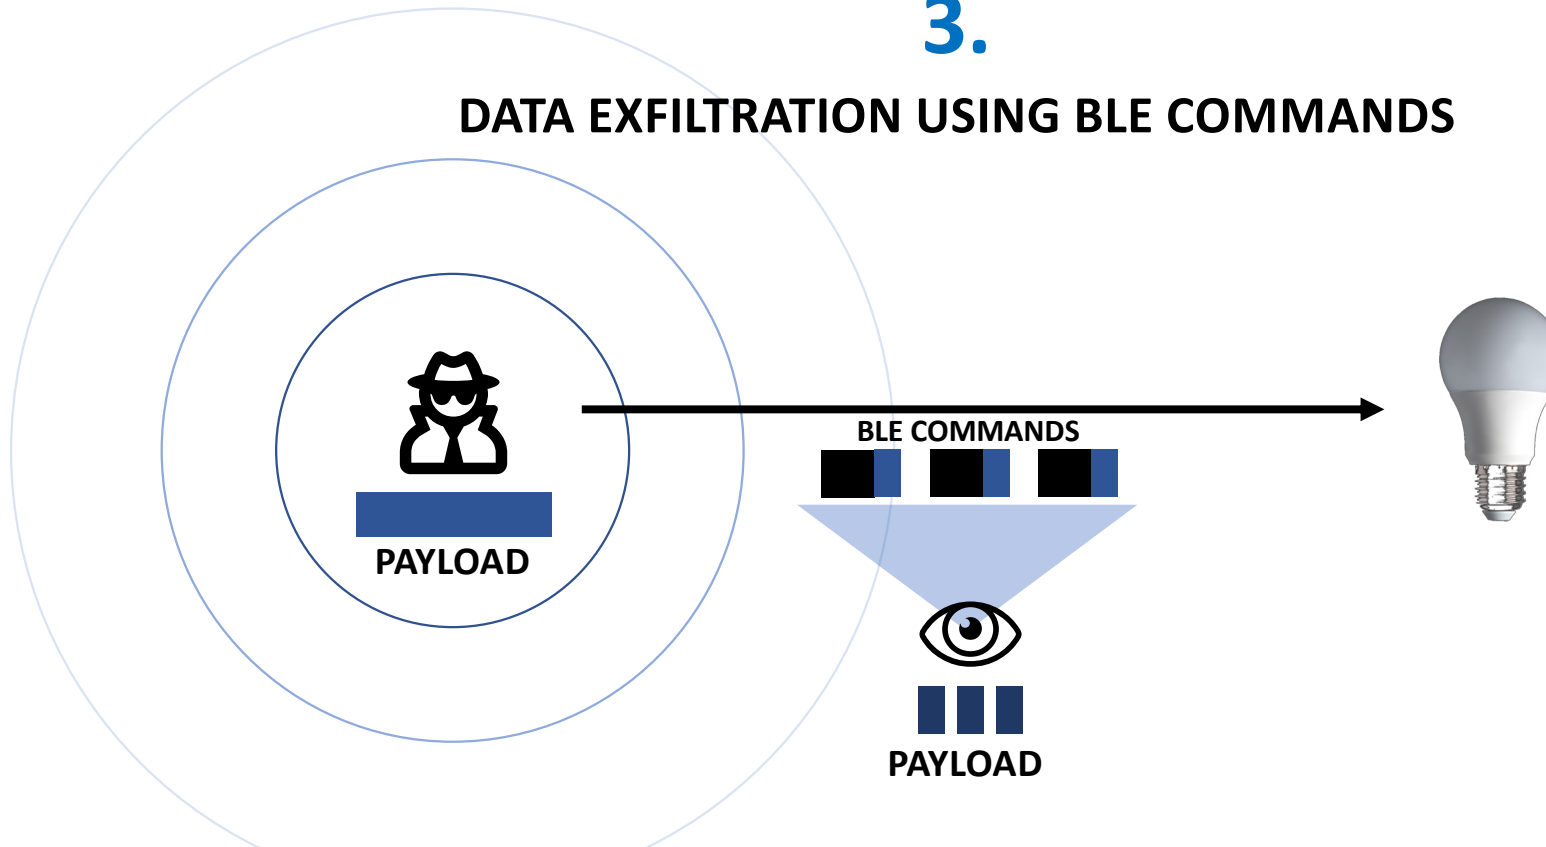 3.
DATA EXFILTRATION USING BLE COMMANDS
BLE COMMANDS
PAYLOAD
PAYLOAD